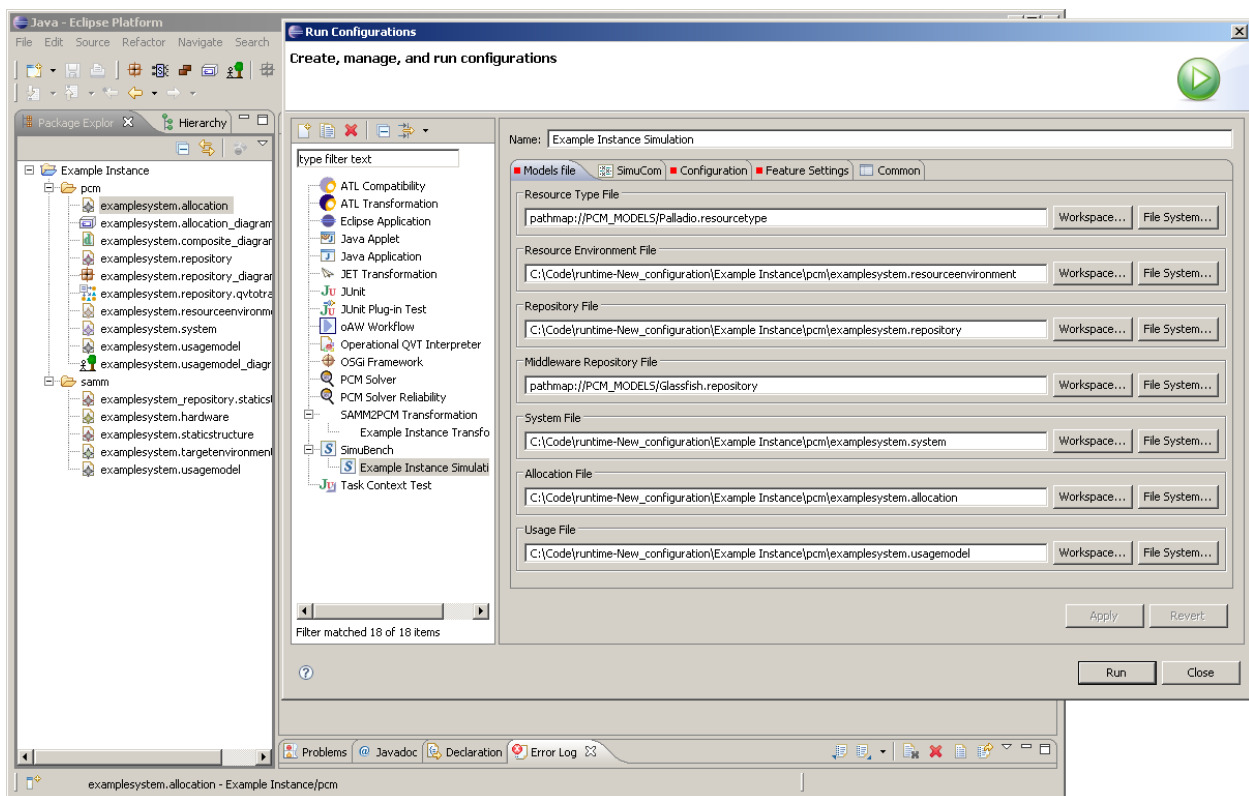 Java - Eclipse Platform
File Edit Source Refactor Navigate Search
Package Explor
Hierarchy
Example Instance
pcm
examplesystem.allocation
examplesystem.allocation_diagram
examplesystem.composite_diagrar
examplesystem.repository
examplesystem.repository_diagrar
examplesystem.repository.qvtotra
examplesystem.resourceenvironme
examplesystem.system
examplesystem.usagemodel
examplesystem.usagemodel_diagr
samm
examplesystem_repository.statics
examplesystem.hardware
examplesystem.staticstructure
examplesystem.targetenvironmen
examplesystem.usagemodel
Run Configurations
Create, manage, and run configurations
type filter text
ATL Compatibility
ATL Transformation
Eclipse Application
Java Applet
Java Application
JET Transformation
JUnit
JUnit Plug-in Test
oAW Workflow
Operational QVT Interpreter
OSGi Framework
PCM Solver
PCM Solver Reliability
SAMM2PCM Transformation
Example Instance Transfo
SimuBench
Example Instance Simulati
Task Context Test
Filter matched 18 of 18 items
Name: Example Instance Simulation
Models file SimuCom Configuration Feature Settings Common
Resource Type File
pathmap://PCM_MODELS/Palladio.resourcetype Workspace... File System...
Resource Environment File
C:\Code\runtime-New_configuration\Example Instance\pcm\examplesystem.resourceenvironment Workspace... File System...
Repository File
C:\Code\runtime-New_configuration\Example Instance\pcm\examplesystem.repository Workspace... File System...
Middleware Repository File
pathmap://PCM_MODELS/Glassfish.repository Workspace... File System...
System File
C:\Code\runtime-New_configuration\Example Instance\pcm\examplesystem.system Workspace... File System...
Allocation File
C:\Code\runtime-New_configuration\Example Instance\pcm\examplesystem.allocation Workspace... File System...
Usage File
C:\Code\runtime-New_configuration\Example Instance\pcm\examplesystem.usagemodel Workspace... File System...
Apply Revert
Run Close
Problems @ Javadoc Declaration Error Log
examplesystem.allocation - Example Instance/pcm